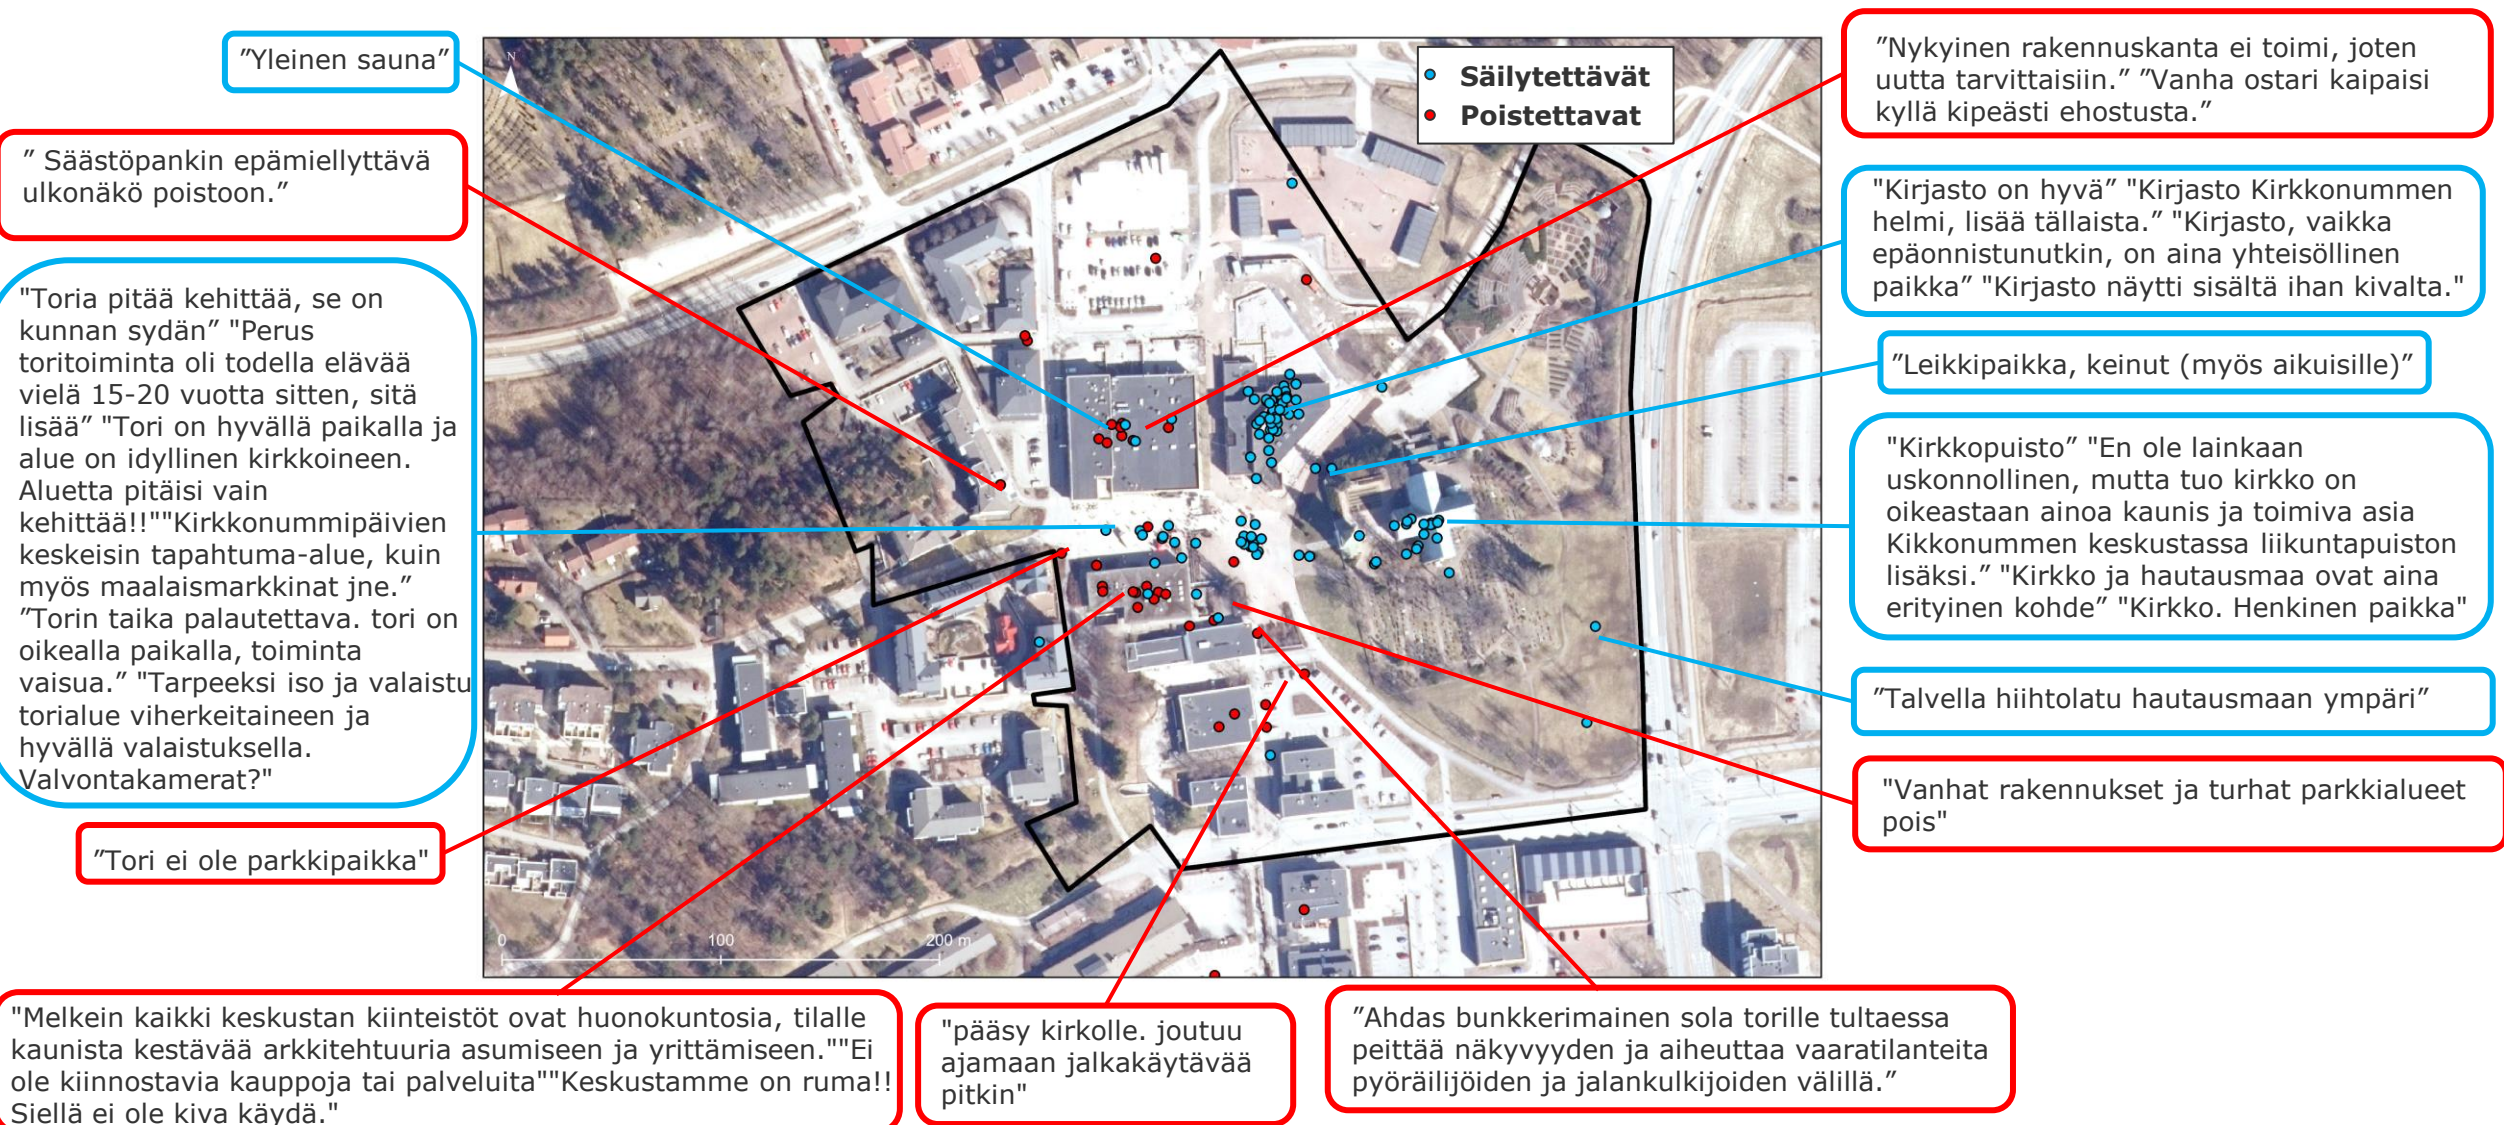 ”Yleinen sauna”
” Säästöpankin epämiellyttävä
ulkonäkö poistoon.”
"Toria pitää kehittää, se on
kunnan sydän” "Perus
toritoiminta oli todella elävää
vielä 15-20 vuotta sitten, sitä
lisää” "Tori on hyvällä paikalla ja
alue on idyllinen kirkkoineen.
Aluetta pitäisi vain
kehittää!!""Kirkkonummipäivien
keskeisin tapahtuma-alue, kuin
myös maalaismarkkinat jne.”
”Torin taika palautettava. tori on
oikealla paikalla, toiminta
vaisua.” "Tarpeeksi iso ja valaistu
torialue viherkeitaineen ja
hyvällä valaistuksella.
Valvontakamerat?"
”Tori ei ole parkkipaikka"
N
Säilytettävät
Poistettavat
0 100 200 m
”Nykyinen rakennuskanta ei toimi, joten
uutta tarvittaisiin.” ”Vanha ostari kaipaisi
kyllä kipeästi ehostusta.”
"Kirjasto on hyvä” "Kirjasto Kirkkonummen
helmi, lisää tällaista.” "Kirjasto, vaikka
epäonnistunutkin, on aina yhteisöllinen
paikka” "Kirjasto näytti sisältä ihan kivalta."
”Leikkipaikka, keinut (myös aikuisille)”
"Kirkkopuisto” "En ole lainkaan
uskonnollinen, mutta tuo kirkko on
oikeastaan ainoa kaunis ja toimiva asia
Kikkonummen keskustassa liikuntapuiston
lisäksi.” "Kirkko ja hautausmaa ovat aina
erityinen kohde” "Kirkko. Henkinen paikka"
”Talvella hiihtolatu hautausmaan ympäri”
"Vanhat rakennukset ja turhat parkkialueet
pois"
"Melkein kaikki keskustan kiinteistöt ovat huonokuntosia, tilalle
kaunista kestävää arkkitehtuuria asumiseen ja yrittämiseen.""Ei
ole kiinnostavia kauppoja tai palveluita""Keskustamme on ruma!!
Siellä ei ole kiva käydä."
"pääsy kirkolle. joutuu
ajamaan jalkakäytävää
pitkin"
”Ahdas bunkkerimainen sola torille tultaessa
peittää näkyvyyden ja aiheuttaa vaaratilanteita
pyöräilijöiden ja jalankulkijoiden välillä.”